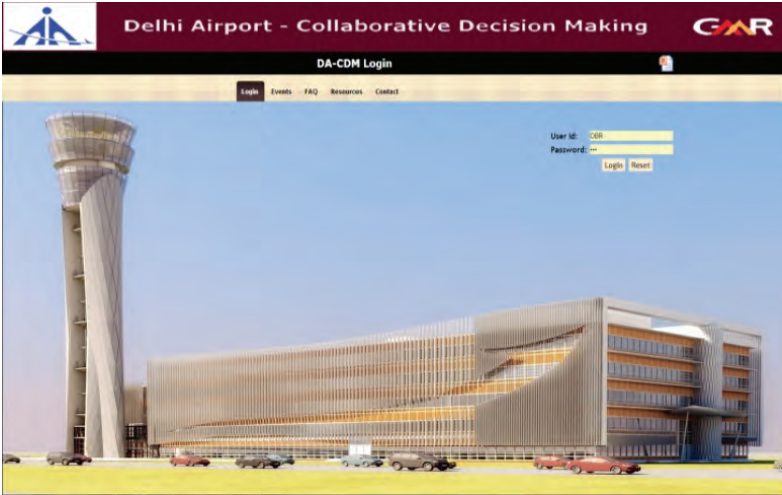 Delhi Airport - Collaborative Decision Making
GMR
DA-CDM Login
Login Events FAQ Resources Contact
User id: OBR
Password: •••
Login Reset